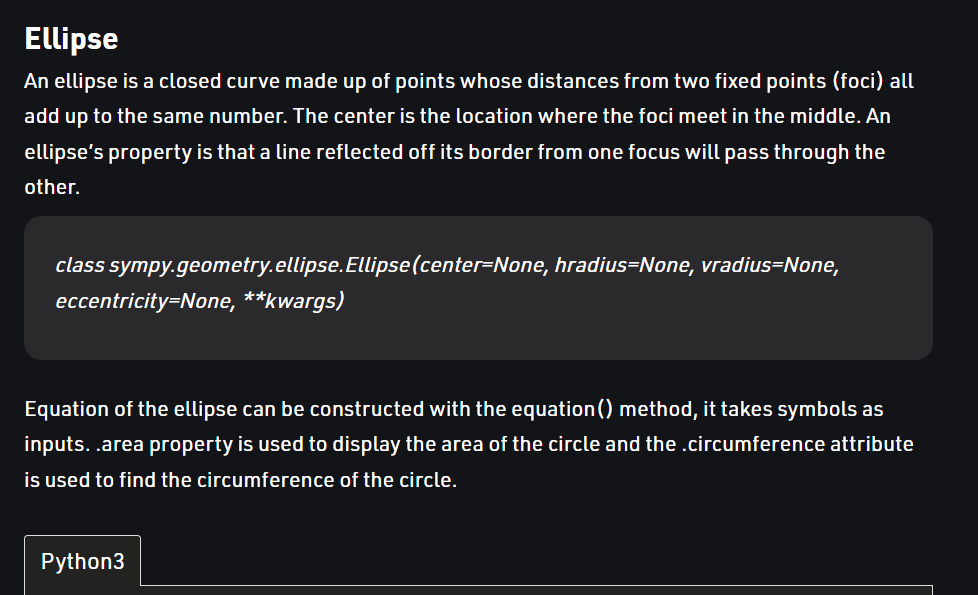 Ellipse
An ellipse is a closed curve made up of points whose distances from two fixed points (foci) all
add up to the same number. The center is the location where the foci meet in the middle. An
ellipse’s property is that a line reflected off its border from one focus will pass through the
other.
class sympy.geometry.ellipse.Ellipse(center=None, hradius=None, vradius=None,
eccentricity=None, **kwargs)
Equation of the ellipse can be constructed with the equation() method, it takes symbols as
inputs. .area property is used to display the area of the circle and the .circumference attribute
is used to find the circumference of the circle.
Python3